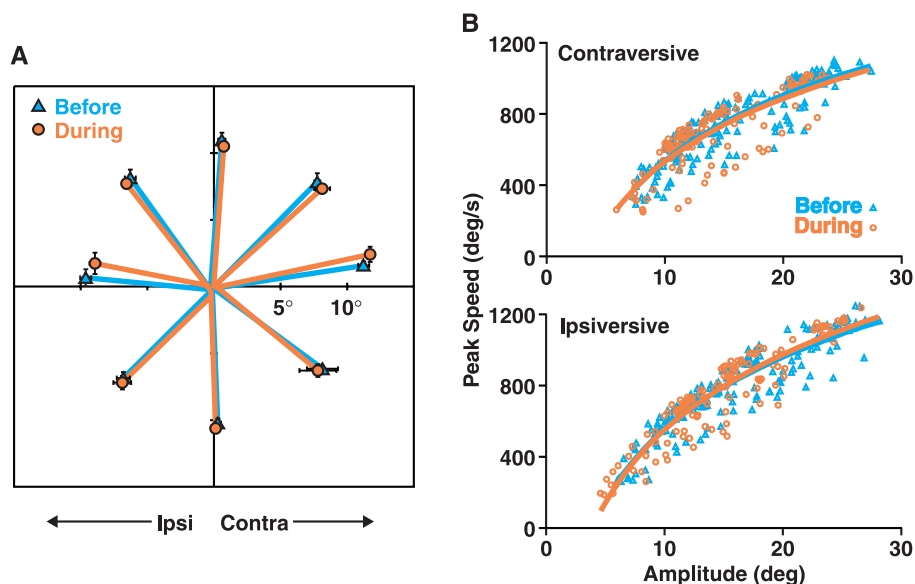 A
Before
During
5° 10°
Ipsi Contra
B
Contraversive
1200
800
400
0
Before
During
0 10 20 30
Peak Speed (deg/s)
Ipsiversive
1200
800
400
0
0 10 20 30
Amplitude (deg)